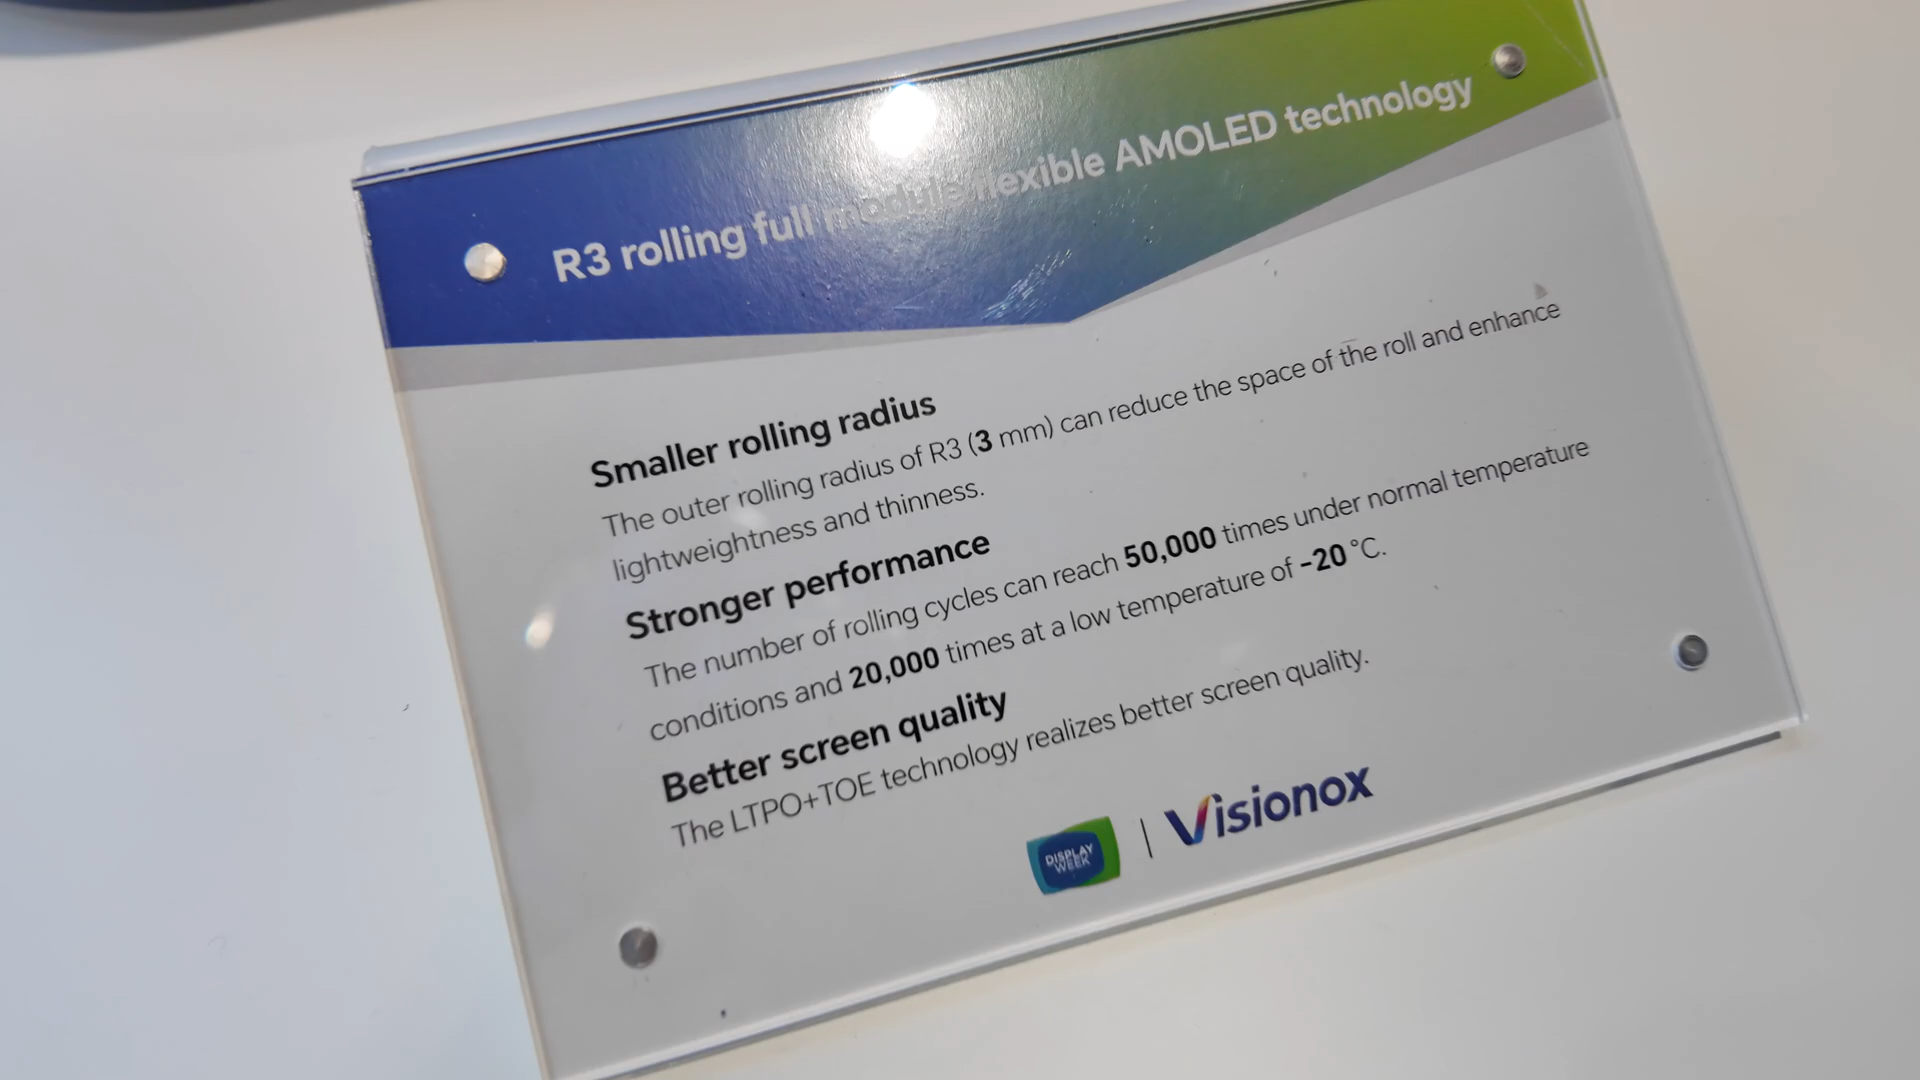 R3 rolling full module flexible AMOLED technology
Smaller rolling radius
The outer rolling radius of R3 (3 mm) can reduce the space of the roll and enhance
lightweightness and thinness.
Stronger performance
The number of rolling cycles can reach 50,000 times under normal temperature
conditions and 20,000 times at a low temperature of -20 °C.
Better screen quality
The LTPO+TOE technology realizes better screen quality.
DISPLAY
WEEK
| Visionox